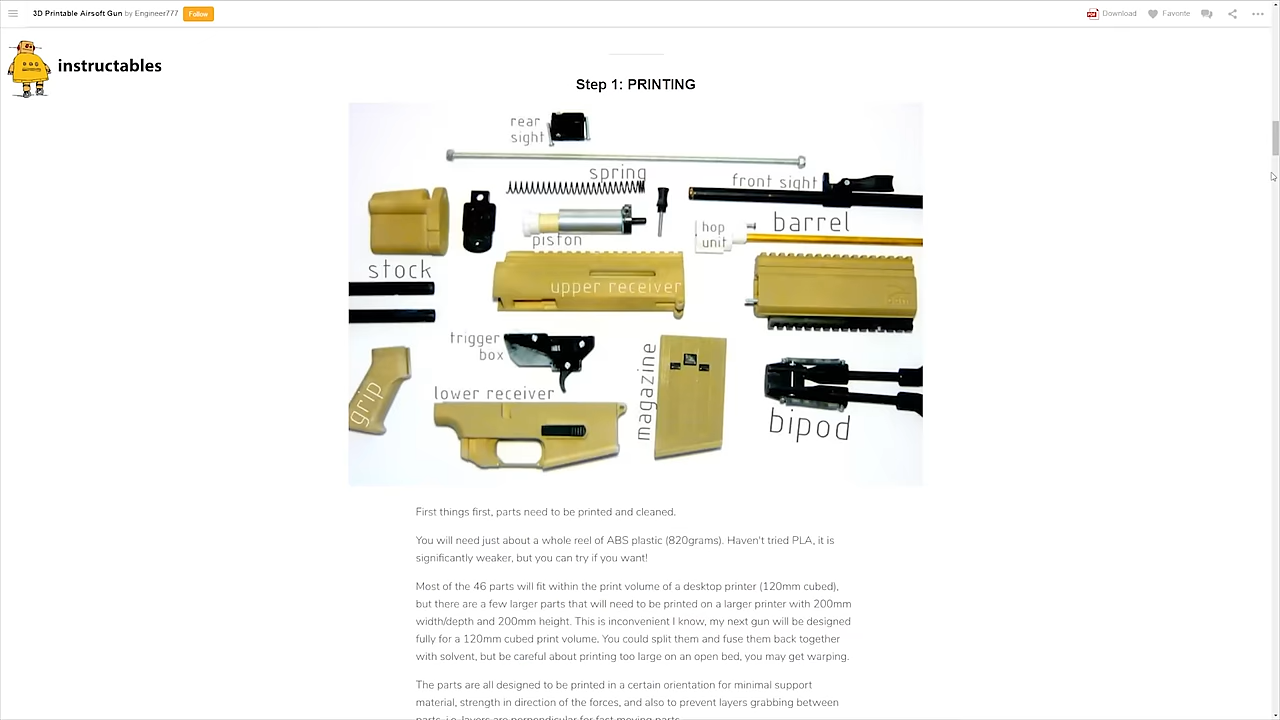 3D Printable Airsoft Gun by Engineer777 Follow Download Favorite
instructables
Step 1: PRINTING
rear
sight
spring
front sight
barrel
hop
unit
piston
stock
upper receiver
trigger
box
lower receiver
magazine
grip
bipod
First things first, parts need to be printed and cleaned.
You will need just about a whole reel of ABS plastic (820grams). Haven't tried PLA, it is
significantly weaker, but you can try if you want!
Most of the 46 parts will fit within the print volume of a desktop printer (120mm cubed),
but there are a few larger parts that will need to be printed on a larger printer with 200mm
width/depth and 200mm height. This is inconvenient I know, my next gun will be designed
fully for a 120mm cubed print volume. You could split them and fuse them back together
with solvent, but be careful about printing too large on an open bed, you may get warping.
The parts are all designed to be printed in a certain orientation for minimal support
material, strength in direction of the forces, and also to prevent layers grabbing between
parts, i.e. layers are perpendicular for fast moving parts.